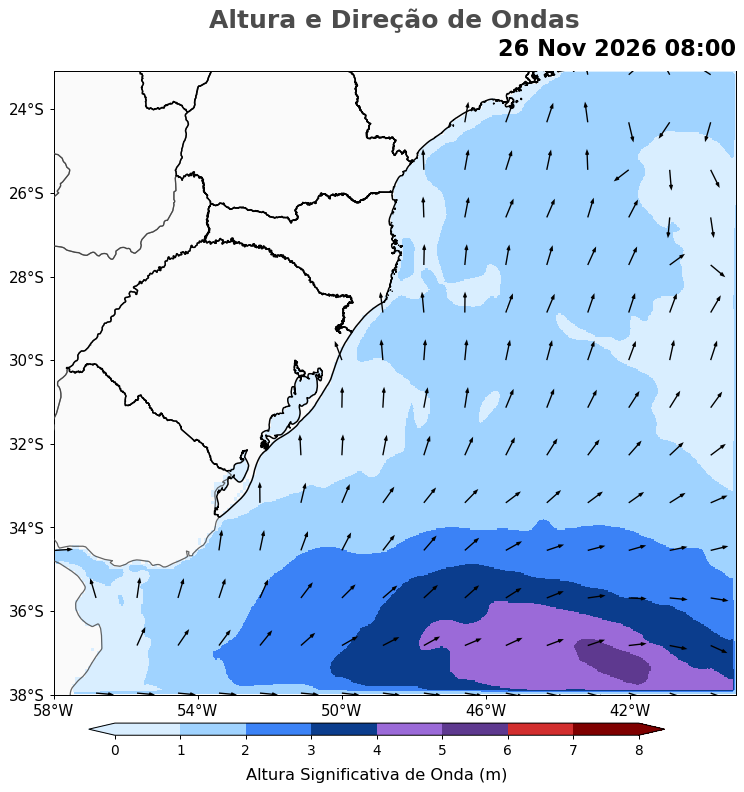 Altura e Direção de Ondas
26 Nov 2026 08:00
24°S
26°S
28°S
30°S
32°S
34°S
36°S
38°S
58°W 54°W 50°W 46°W 42°W
0 1 2 3 4 5 6 7 8
Altura Significativa de Onda (m)